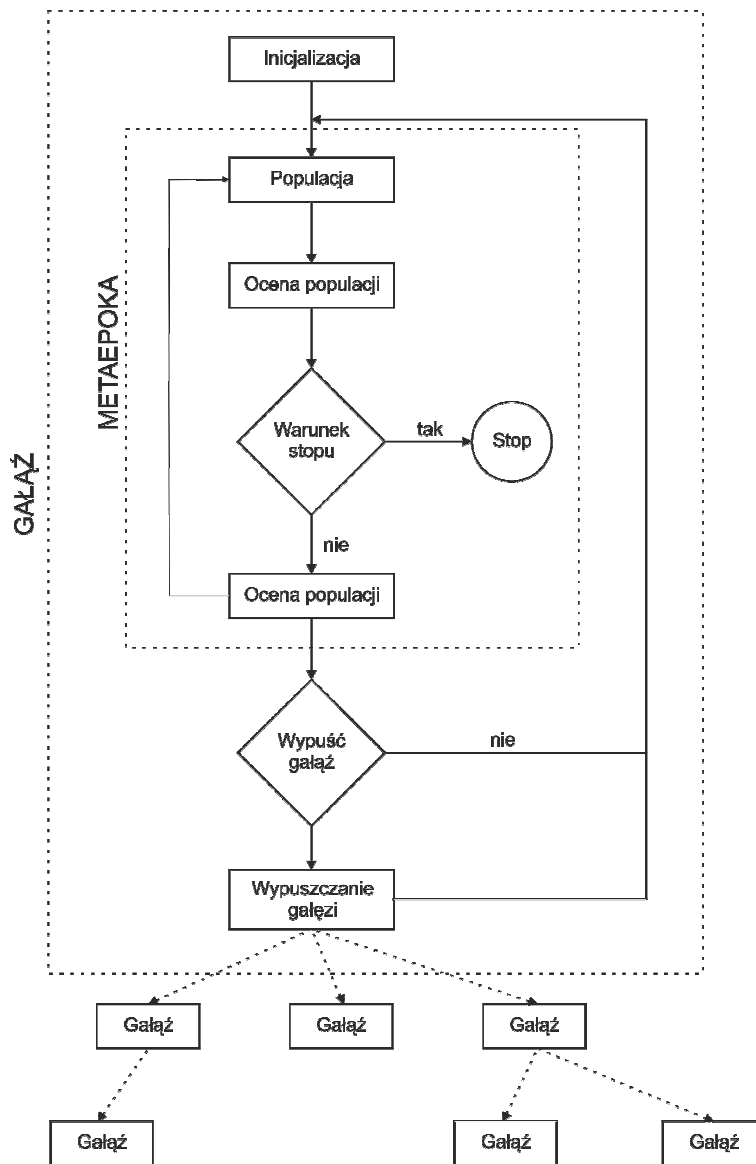 Inicjalizacja
Populacja
Ocena populacji
METAEPOKA
GAŁĄŹ
Warunek
stopu
tak
Stop
nie
Ocena populacji
Wypuść
gałąź
nie
Wypuszczanie
gałęzi
Gałąź
Gałąź
Gałąź
Gałąź
Gałąź
Gałąź